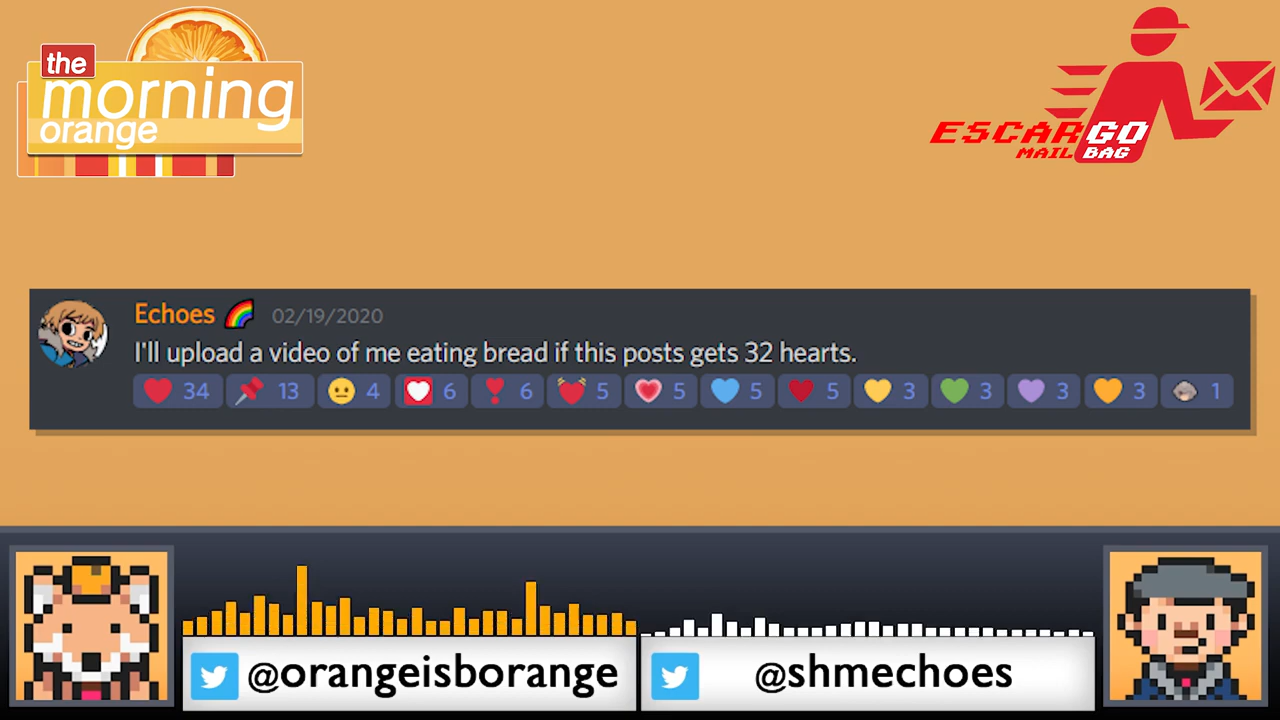 the
morning
orange
ESCARGO
MAIL BAG
Echoes 🌈 02/19/2020
I'll upload a video of me eating bread if this posts gets 32 hearts.
34 13 4 6 6 5 5 5 5 3 3 3 3 1
@orangeisborange
@shmechoes